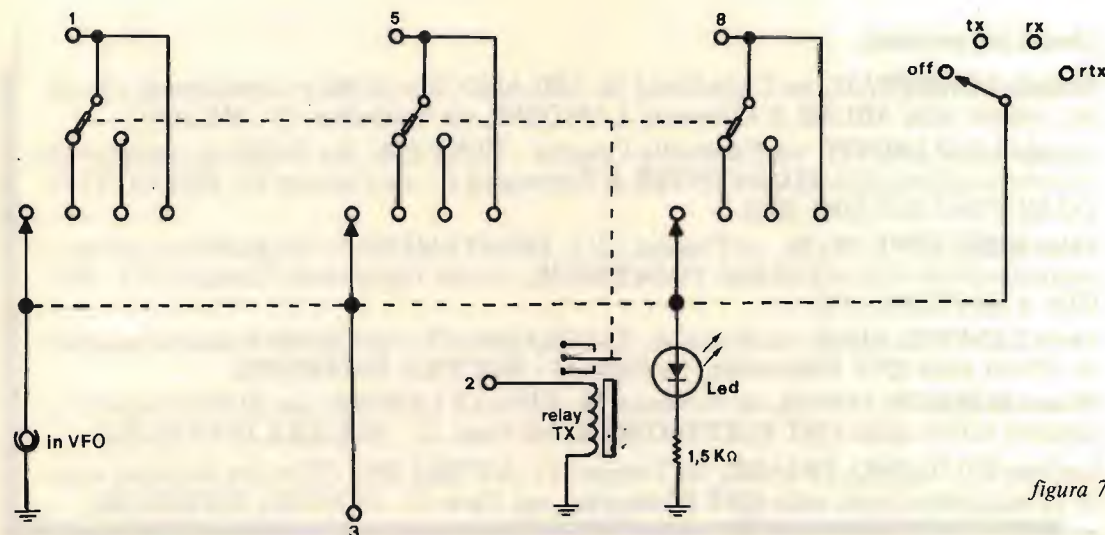 1
5
8
tx
rx
off
rtx
in VFO
2
relay
TX
Led
1,5 KΩ
3
figura 7